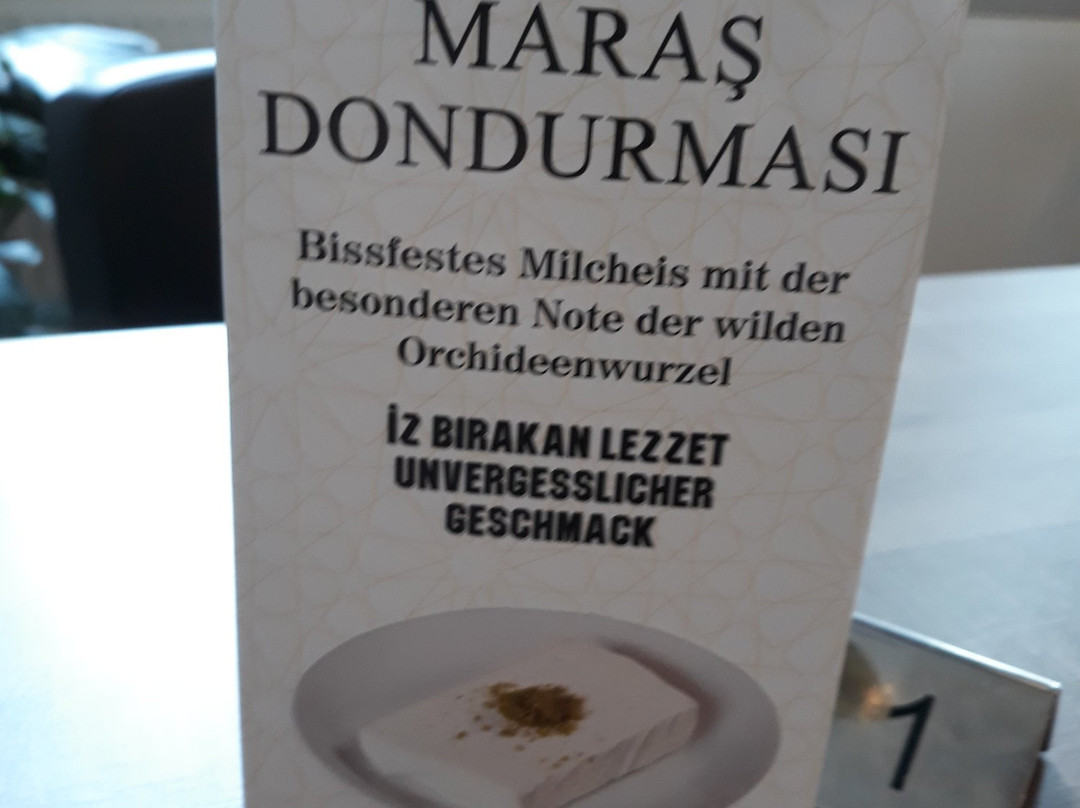 MARAŞ
DONDURMASI
Bissfestes Milcheis mit der
besonderen Note der wilden
Orchideenwurzel
İZ BIRAKAN LEZZET
UNVERGESSLICHER
GESCHMACK
1